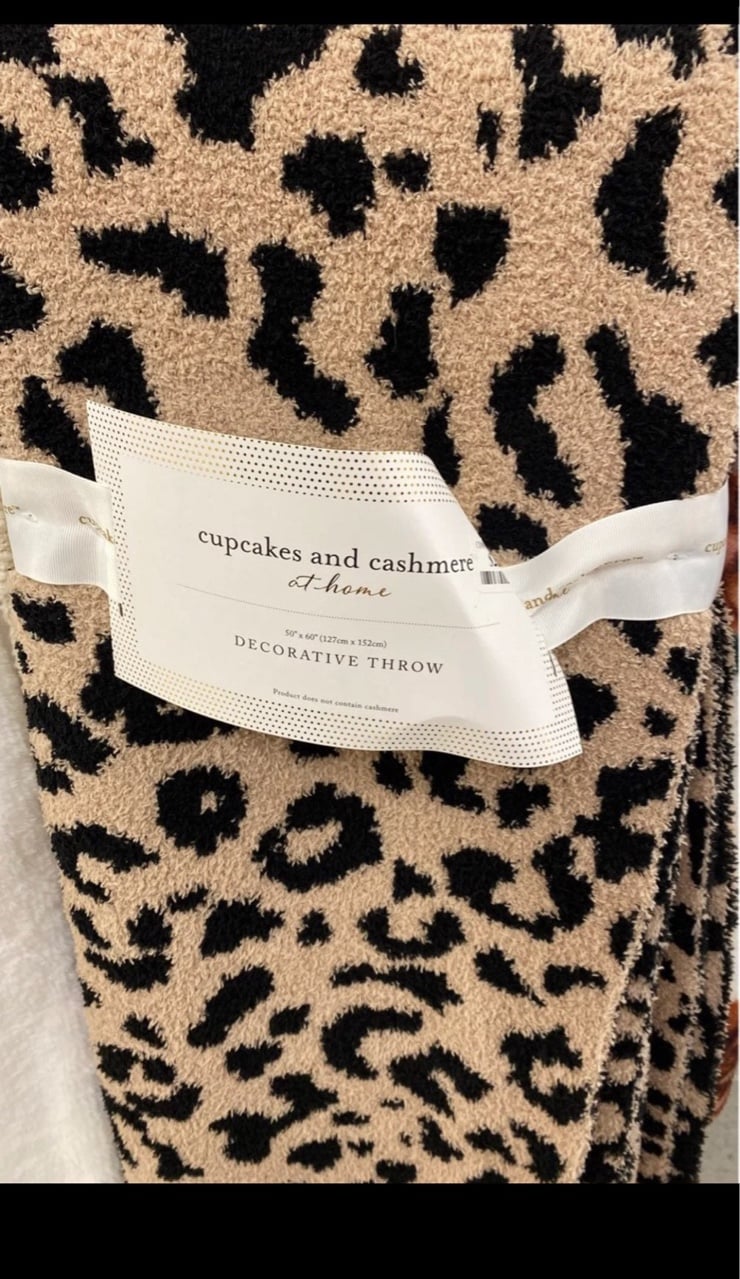 cupcakes and cashmere
at home
50" x 60" (127cm x 152cm)
DECORATIVE THROW
Product does not contain cashmere